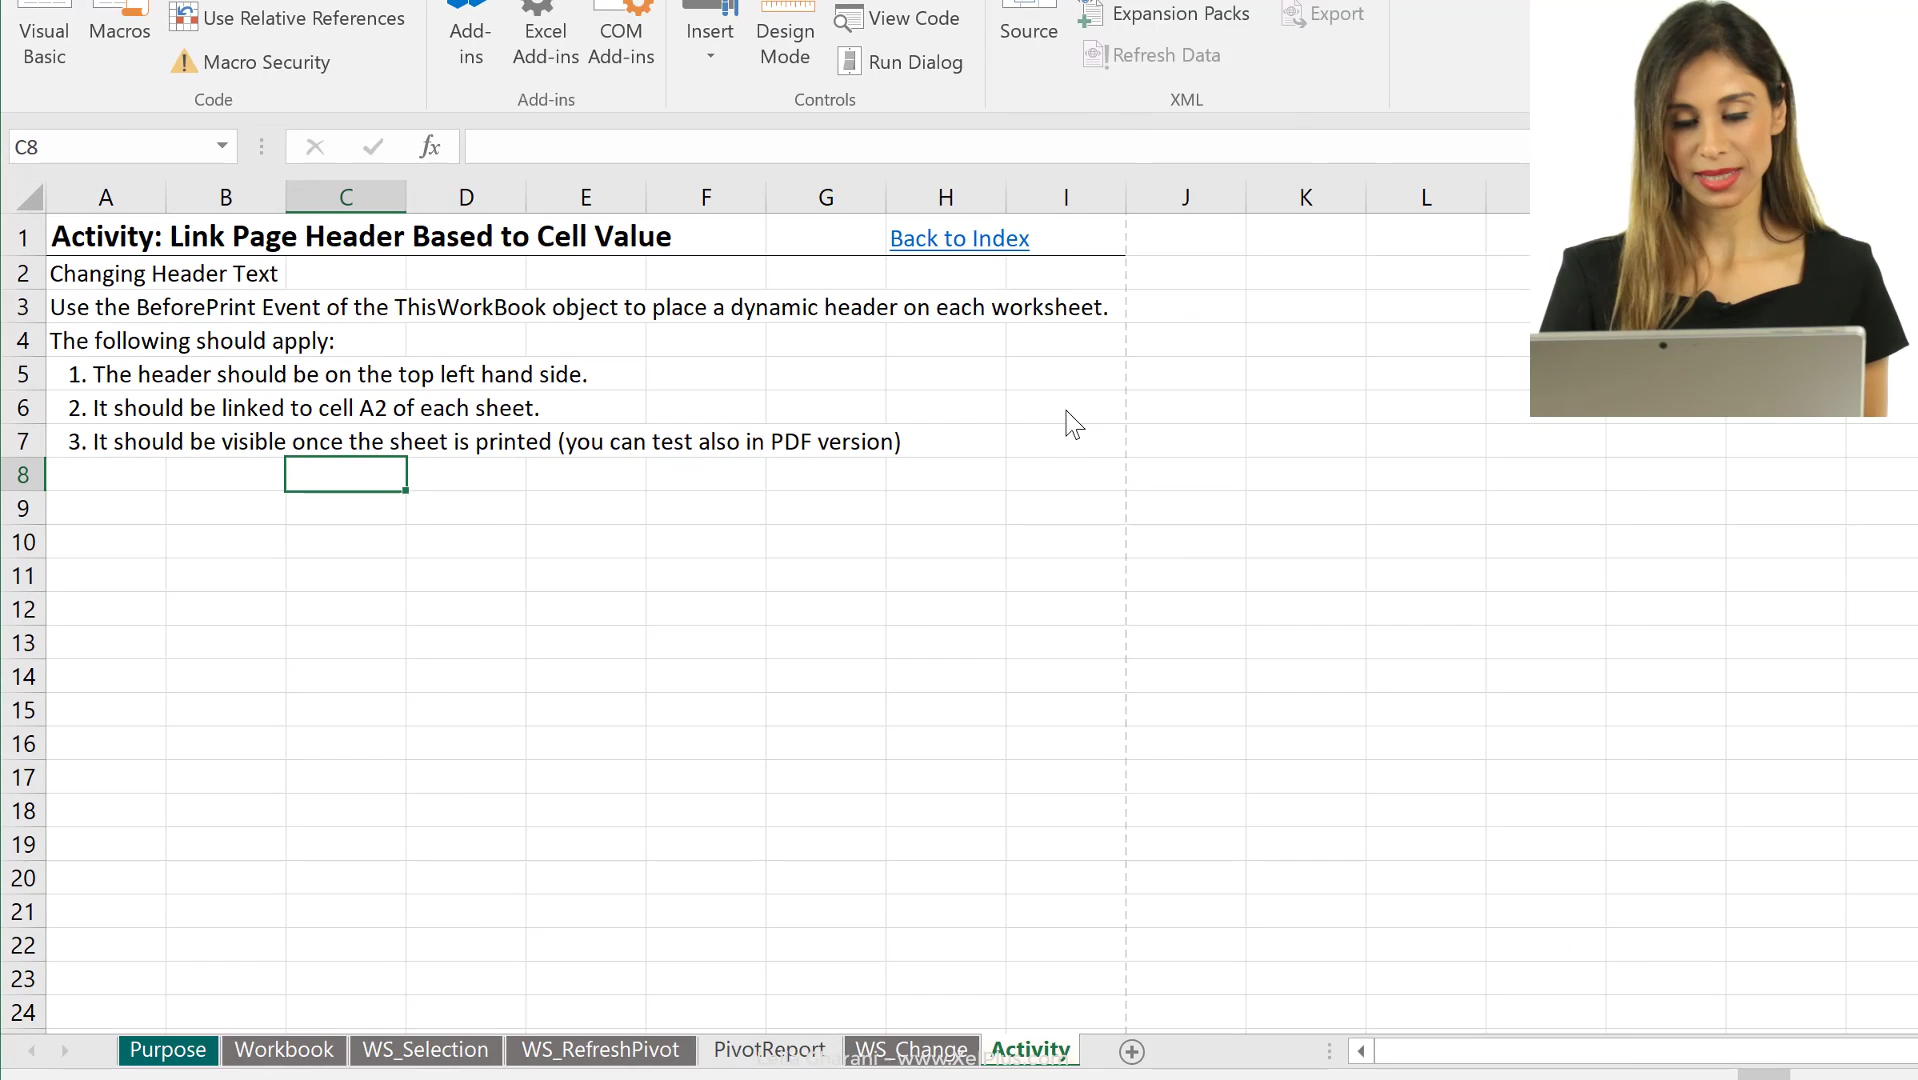 Visual Basic
Macros
Use Relative References
Macro Security
Code
Add-ins
Excel Add-ins
COM Add-ins
Add-ins
Insert
Design Mode
View Code
Run Dialog
Controls
Source
Expansion Packs
Refresh Data
Export
XML
C8
fx
A B C D E F G H I J K L
1 Activity: Link Page Header Based to Cell Value Back to Index
2 Changing Header Text
3 Use the BeforePrint Event of the ThisWorkBook object to place a dynamic header on each worksheet.
4 The following should apply:
5 1. The header should be on the top left hand side.
6 2. It should be linked to cell A2 of each sheet.
7 3. It should be visible once the sheet is printed (you can test also in PDF version)
8
9
10
11
12
13
14
15
16
17
18
19
20
21
22
23
24
Purpose Workbook WS_Selection WS_RefreshPivot PivotReport WS_Change Activity
Leila Gharani - www.XelPlus.com